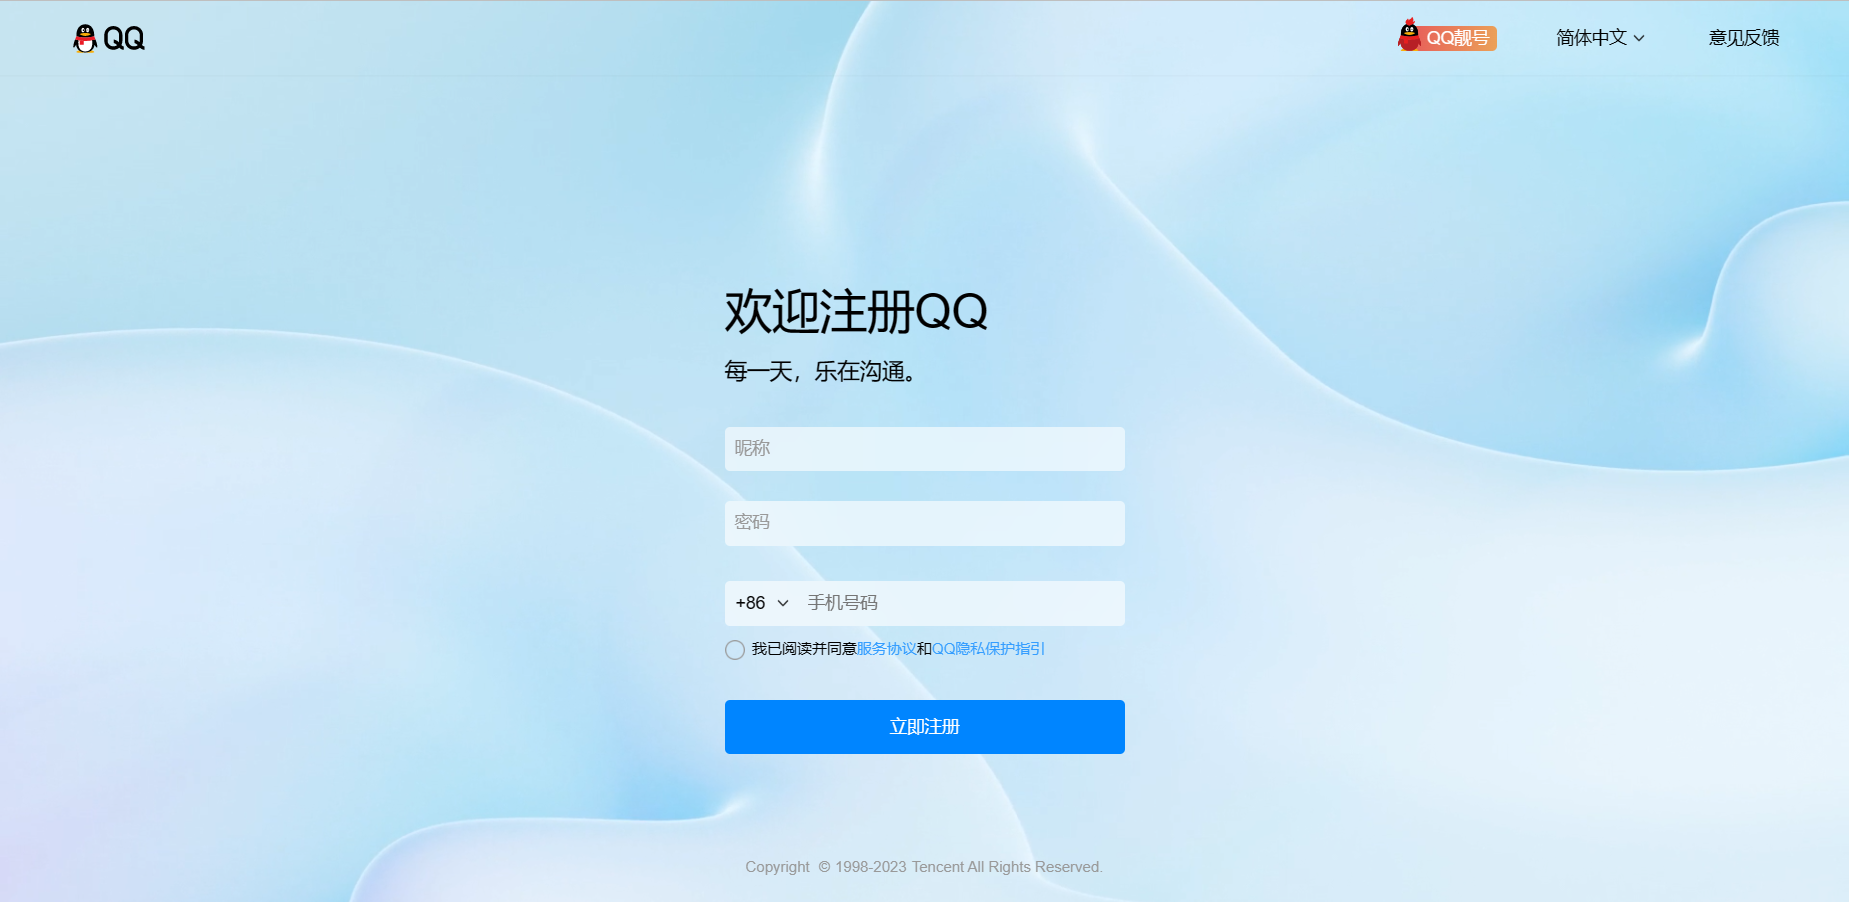 QQ
QQ靓号
简体中文
意见反馈
欢迎注册QQ
每一天，乐在沟通。
昵称
密码
+86 手机号码
我已阅读并同意服务协议和QQ隐私保护指引
立即注册
Copyright © 1998-2023 Tencent All Rights Reserved.